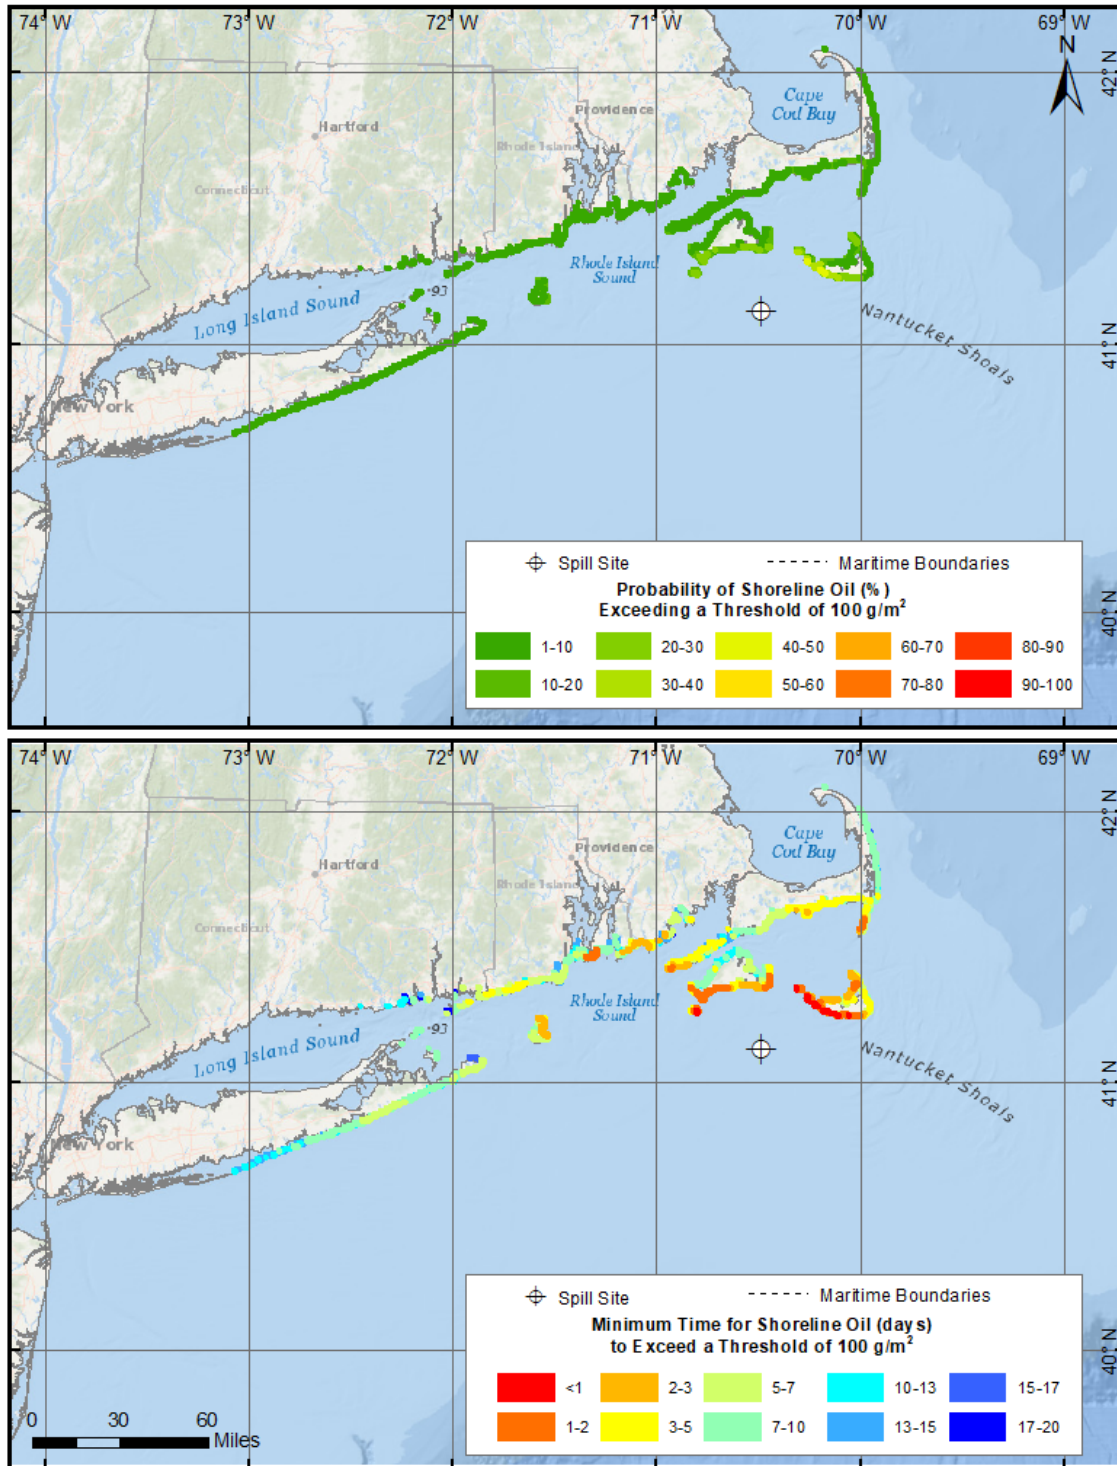 74° W 73° W 72° W 71° W 70° W 69° W
N
42° N
Cape
Cod Bay
Providence
Hartford
Rhode Island
Connecticut
Rhode Island
Sound
93
Long Island Sound
Nantucket Shoals
41° N
New York
Spill Site Maritime Boundaries
Probability of Shoreline Oil (%)
Exceeding a Threshold of 100 g/m²
40° N
1-10 20-30 40-50 60-70 80-90
10-20 30-40 50-60 70-80 90-100
74° W 73° W 72° W 71° W 70° W 69° W
42° N
Cape
Cod Bay
Providence
Hartford
Rhode Island
Connecticut
Rhode Island
Sound
93
Long Island Sound
Nantucket Shoals
41° N
New York
Spill Site Maritime Boundaries
Minimum Time for Shoreline Oil (days)
to Exceed a Threshold of 100 g/m²
40° N
<1 2-3 5-7 10-13 15-17
1-2 3-5 7-10 13-15 17-20
0 30 60
Miles